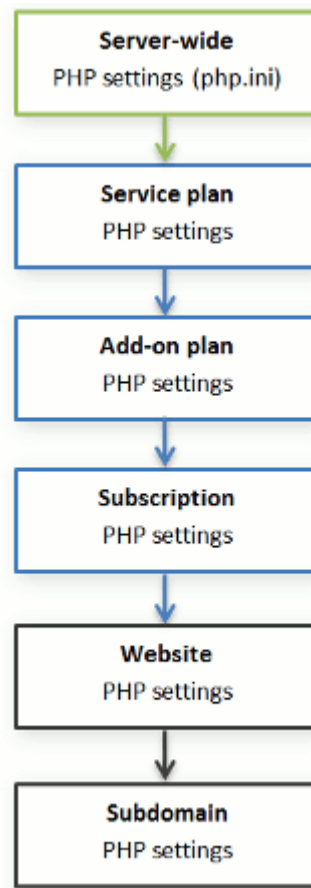 Server-wide
PHP settings (php.ini)
Service plan
PHP settings
Add-on plan
PHP settings
Subscription
PHP settings
Website
PHP settings
Subdomain
PHP settings